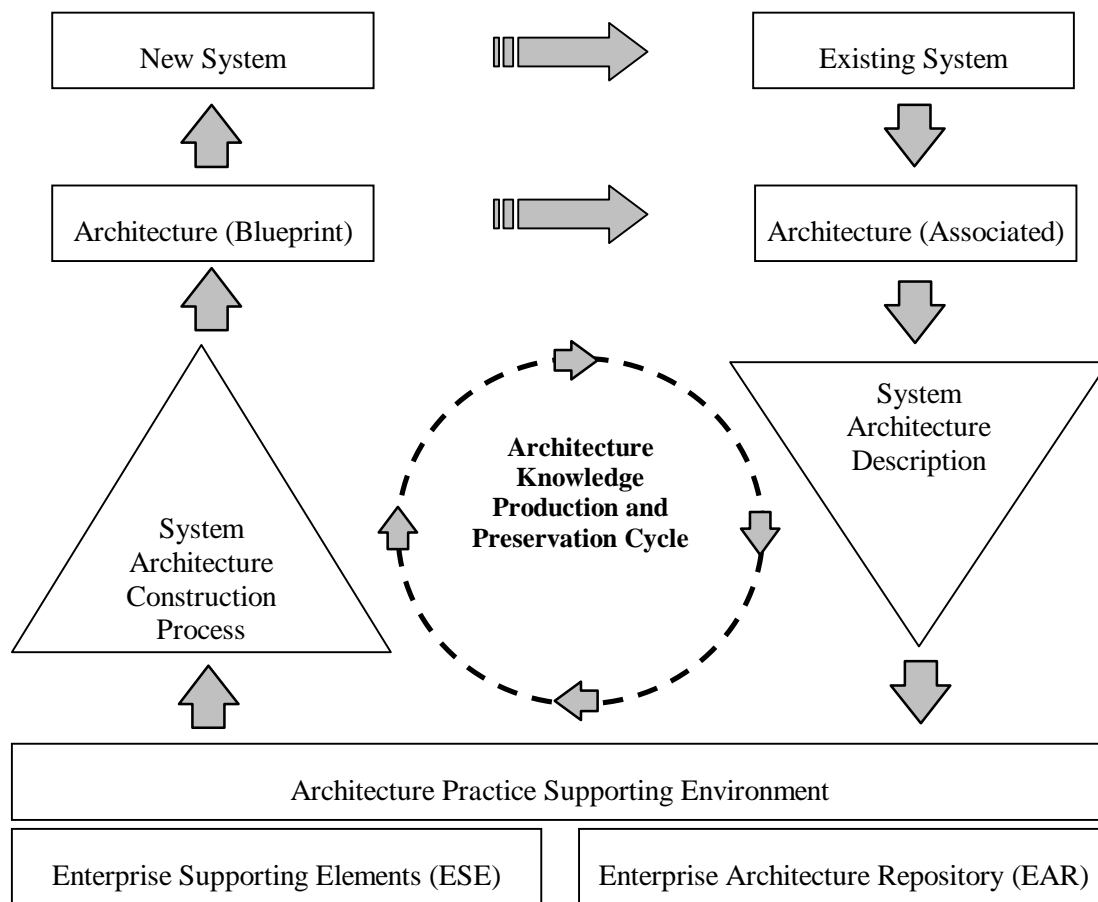 New System
Existing System
Architecture (Blueprint)
Architecture (Associated)
System
Architecture
Description
Architecture
Knowledge
Production and
Preservation Cycle
System
Architecture
Construction
Process
Architecture Practice Supporting Environment
Enterprise Supporting Elements (ESE)
Enterprise Architecture Repository (EAR)